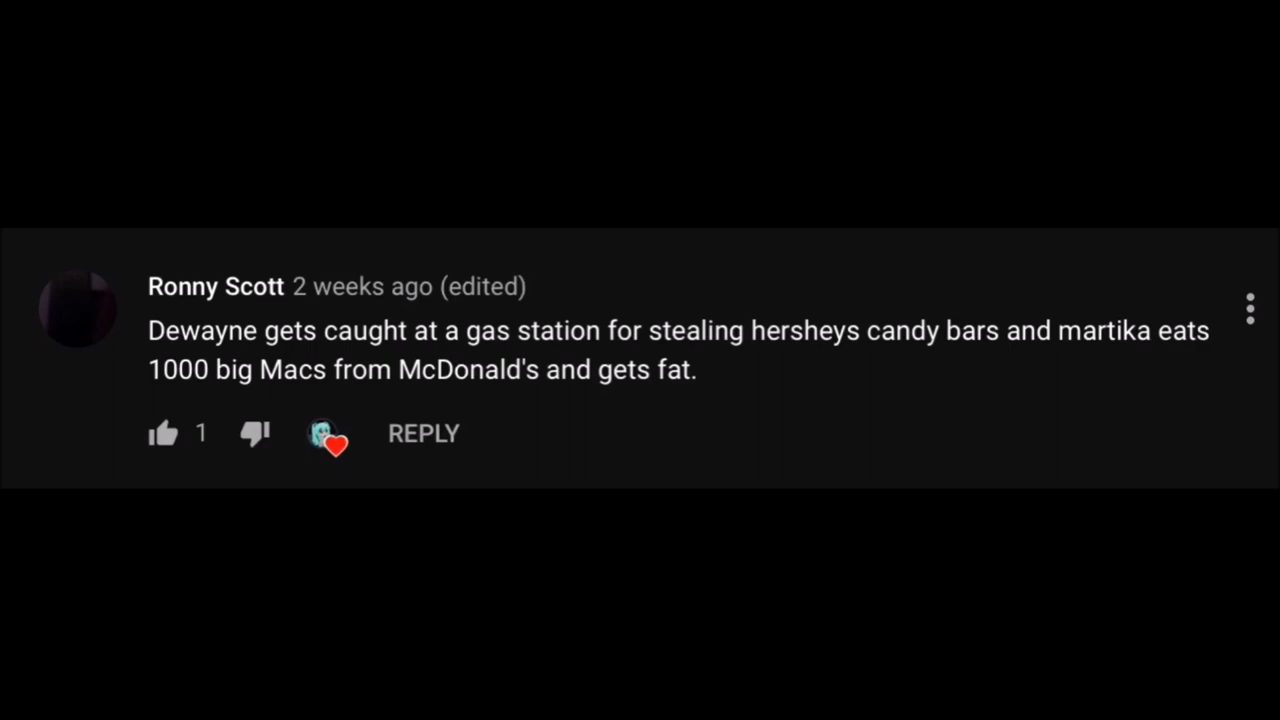 Ronny Scott 2 weeks ago (edited)
Dewayne gets caught at a gas station for stealing hersheys candy bars and martika eats
1000 big Macs from McDonald's and gets fat.
1 REPLY